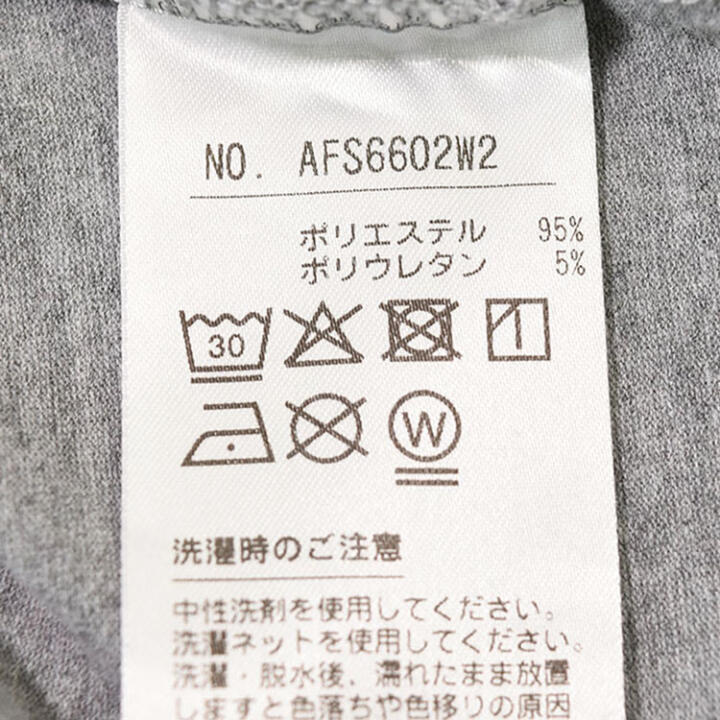 NO. AFS6602W2
ポリエステル 95%
ポリウレタン 5%
30
W
洗濯時のご注意
中性洗剤を使用してください。
洗濯ネットを使用してください。
洗濯・脱水後、濡れたまま放置
しますと色落ちや色移りの原因